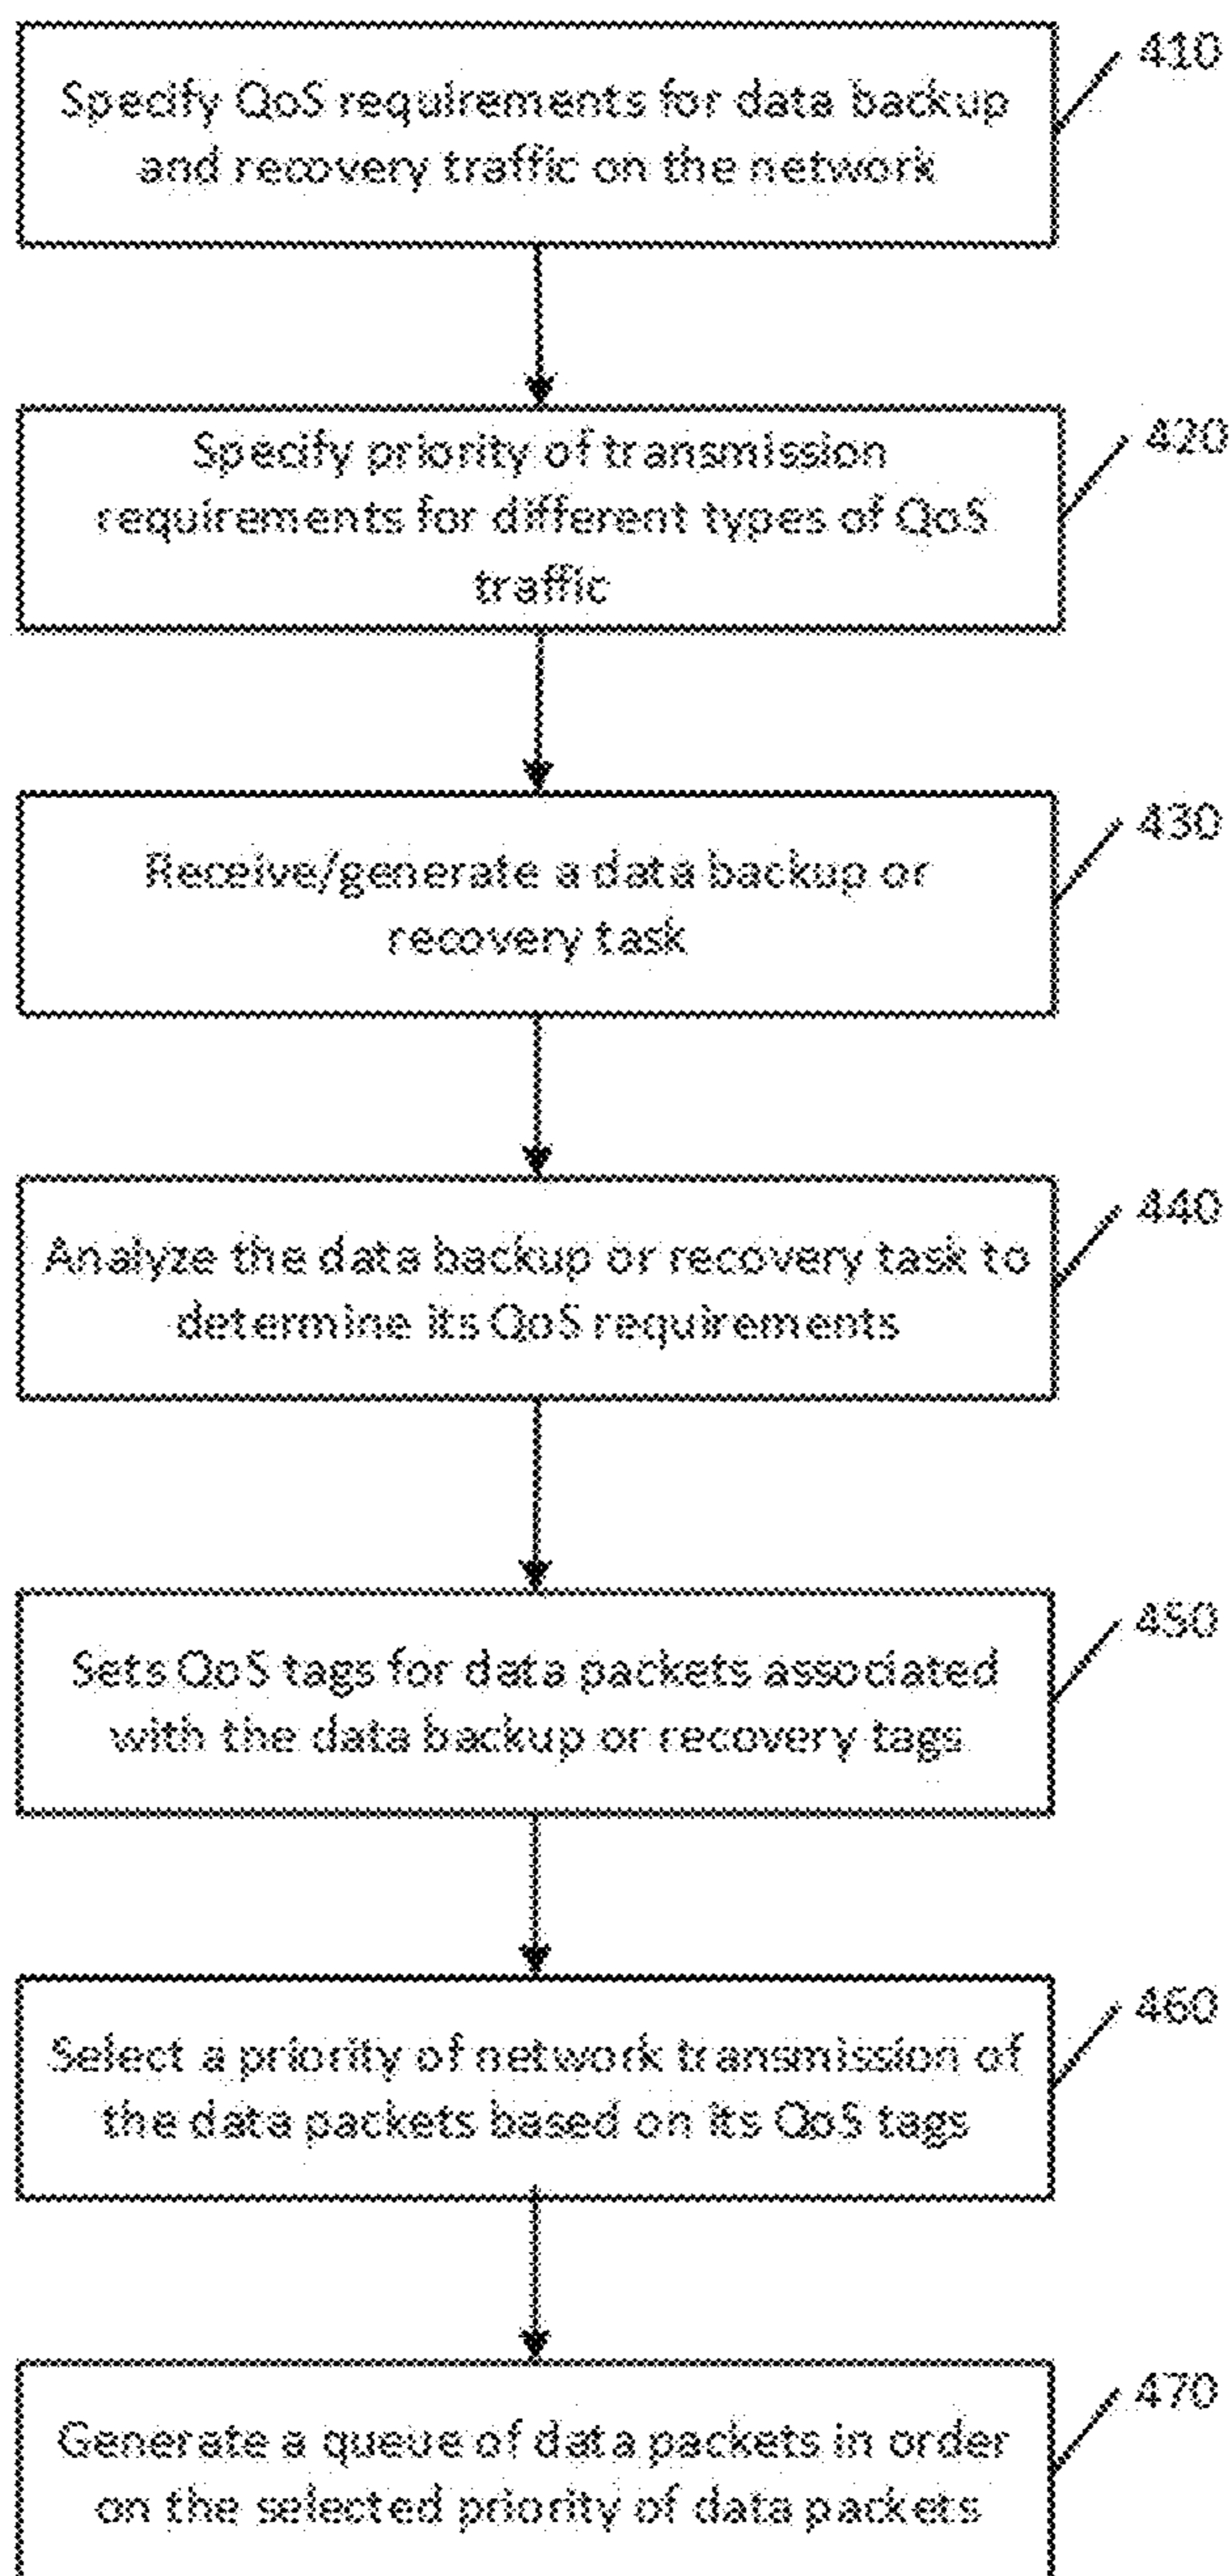 410
Specify QoS requirements for data backup
and recovery traffic on the network
420
Specify priority of transmission
requirements for different types of QoS
traffic
430
Receive/generate a data backup or
recovery task
440
Analyze the data backup or recovery task to
determine its QoS requirements
450
Sets QoS tags for data packets associated
with the data backup or recovery tags
460
Select a priority of network transmission of
the data packets based on its QoS tags
470
Generate a queue of data packets in order
on the selected priority of data packets